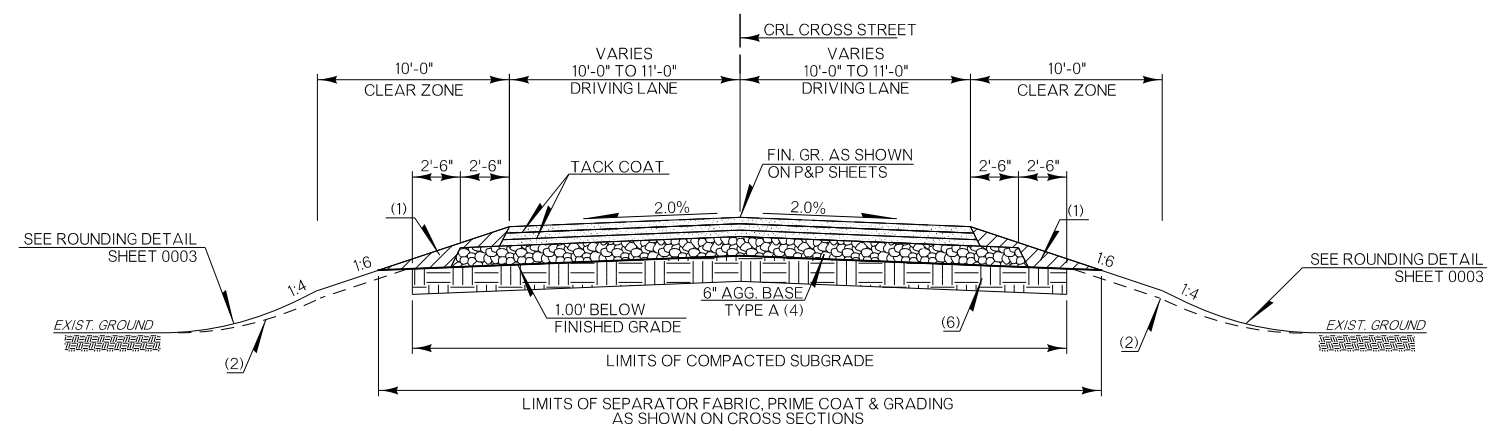 CRL CROSS STREET
10'-0"
CLEAR ZONE
VARIES
10'-0" TO 11'-0"
DRIVING LANE
VARIES
10'-0" TO 11'-0"
DRIVING LANE
10'-0"
CLEAR ZONE
2'-6"
2'-6"
TACK COAT
FIN. GR. AS SHOWN
ON P&P SHEETS
2'-6"
2'-6"
(1)
2.0%
2.0%
(1)
SEE ROUNDING DETAIL
SHEET 0003
1:6
1:4
1:6
1:4
SEE ROUNDING DETAIL
SHEET 0003
EXIST. GROUND
(2)
1.00' BELOW
FINISHED GRADE
6" AGG. BASE
TYPE A (4)
(6)
(2)
EXIST. GROUND
LIMITS OF COMPACTED SUBGRADE
LIMITS OF SEPARATOR FABRIC, PRIME COAT & GRADING
AS SHOWN ON CROSS SECTIONS